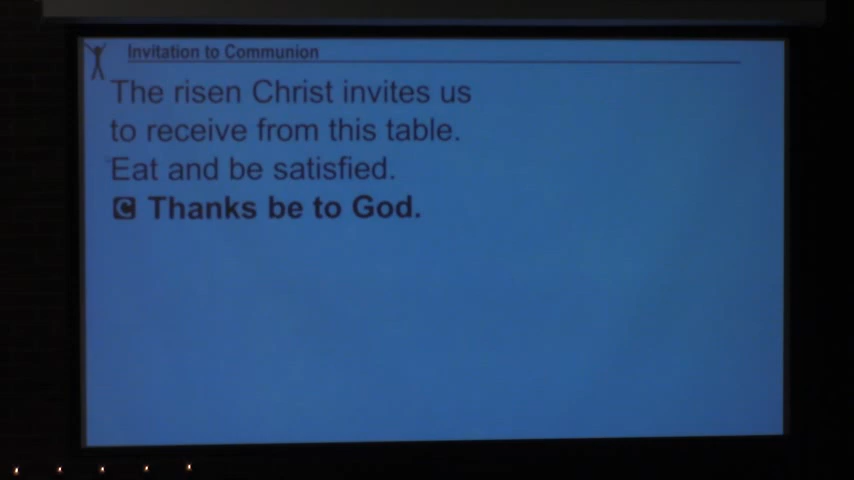 Invitation to Communion
The risen Christ invites us
to receive from this table.
Eat and be satisfied.
C Thanks be to God.